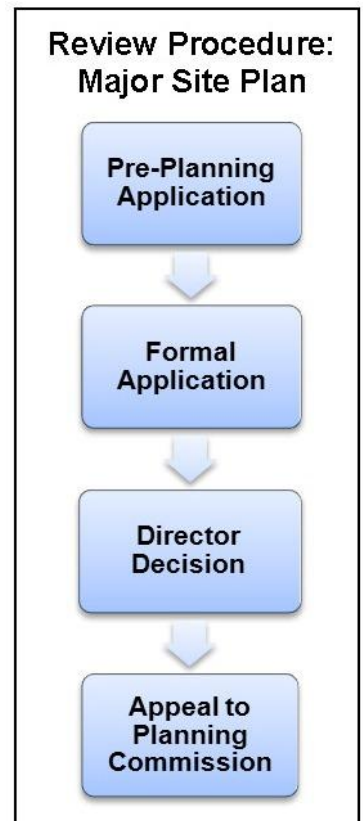 Review Procedure:
Major Site Plan
Pre-Planning
Application
Formal
Application
Director
Decision
Appeal to
Planning
Commission